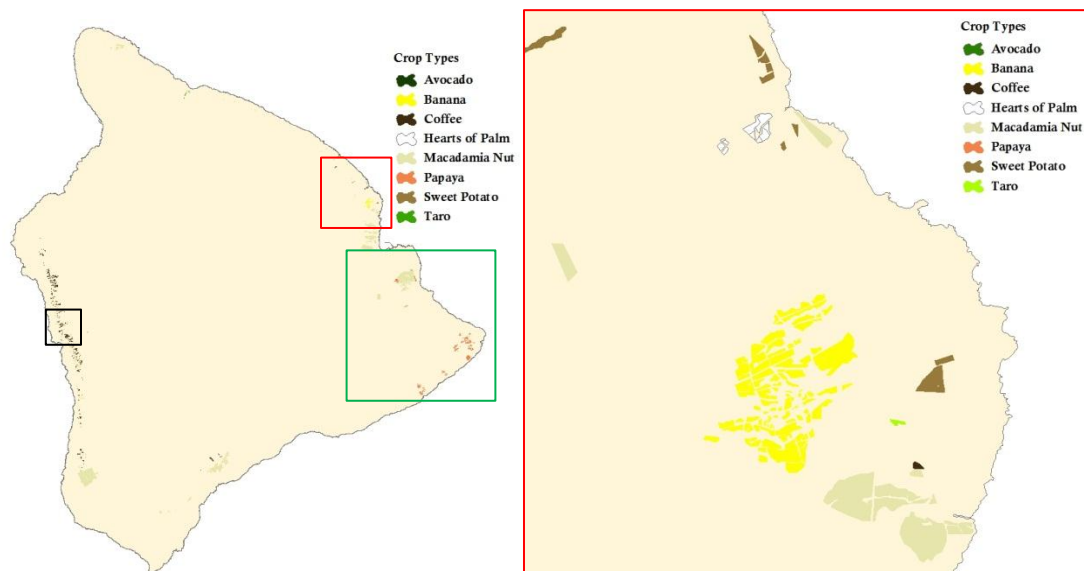 Crop Types
Avocado
Banana
Coffee
Hearts of Palm
Macadamia Nut
Papaya
Sweet Potato
Taro
Crop Types
Avocado
Banana
Coffee
Hearts of Palm
Macadamia Nut
Papaya
Sweet Potato
Taro